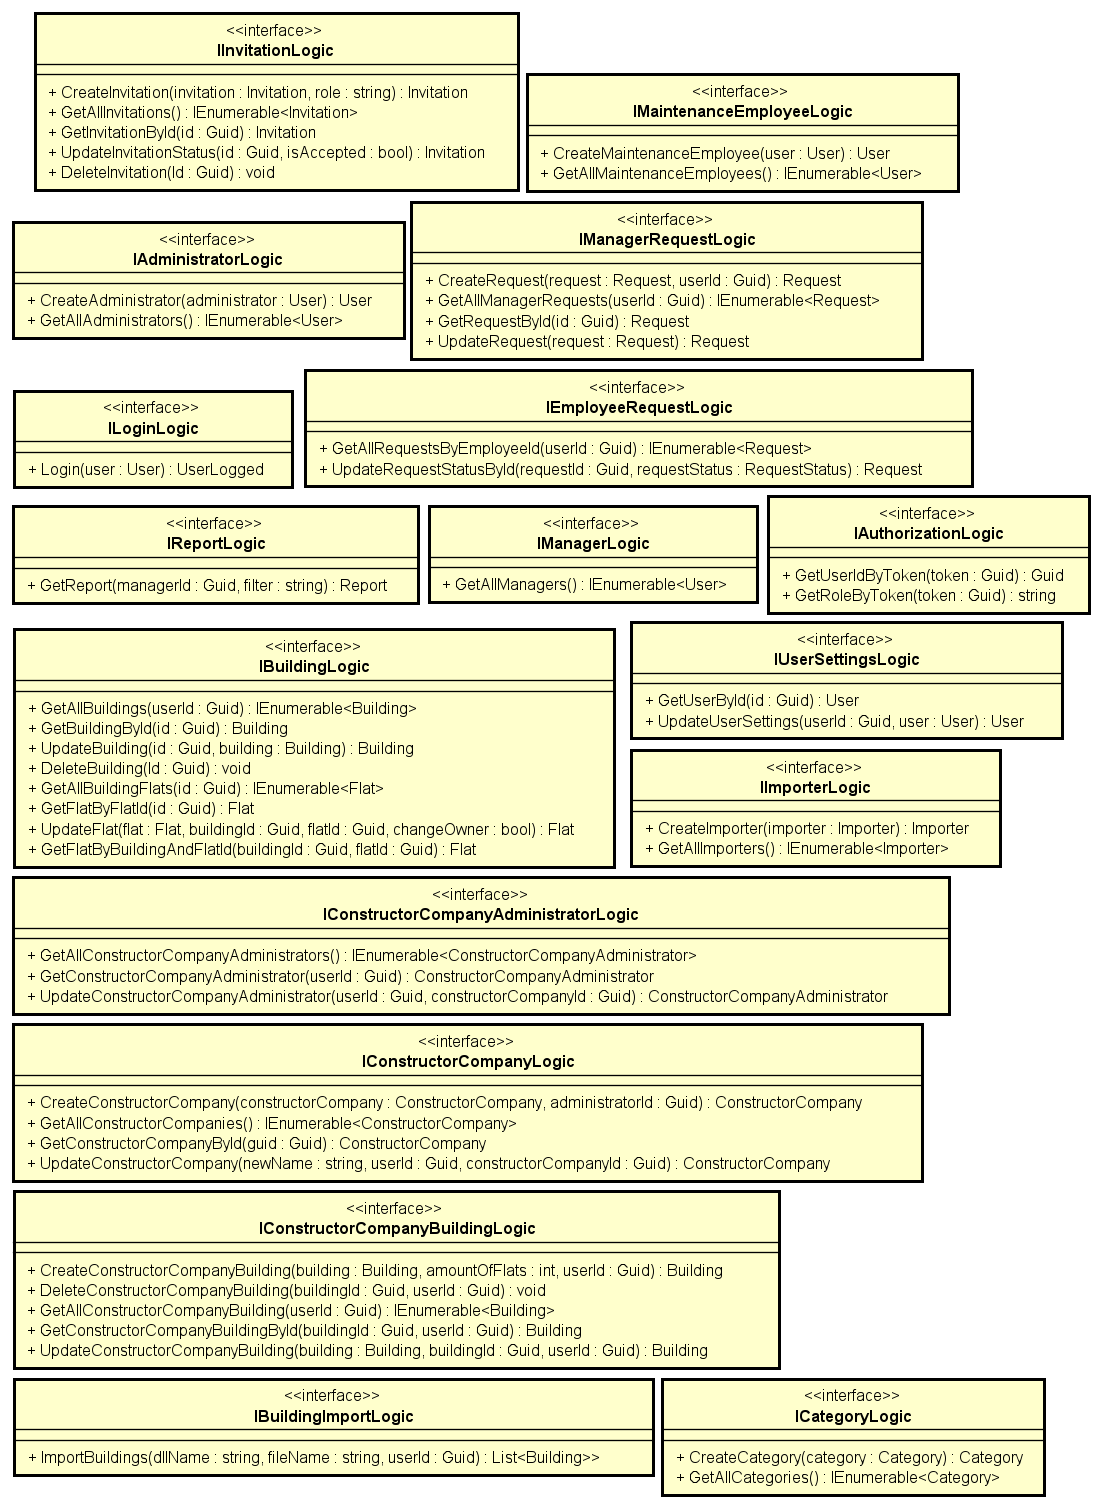 <<interface>>
IInvitationLogic
+ CreateInvitation(invitation : Invitation, role : string) : Invitation
+ GetAllInvitations() : IEnumerable<Invitation>
+ GetInvitationById(id : Guid) : Invitation
+ UpdateInvitationStatus(id : Guid, isAccepted : bool) : Invitation
+ DeleteInvitation(Id : Guid) : void
<<interface>>
IMaintenanceEmployeeLogic
+ CreateMaintenanceEmployee(user : User) : User
+ GetAllMaintenanceEmployees() : IEnumerable<User>
<<interface>>
IAdministratorLogic
+ CreateAdministrator(administrator : User) : User
+ GetAllAdministrators() : IEnumerable<User>
<<interface>>
IManagerRequestLogic
+ CreateRequest(request : Request, userId : Guid) : Request
+ GetAllManagerRequests(userId : Guid) : IEnumerable<Request>
+ GetRequestById(id : Guid) : Request
+ UpdateRequest(request : Request) : Request
<<interface>>
ILoginLogic
+ Login(user : User) : UserLogged
<<interface>>
IEmployeeRequestLogic
+ GetAllRequestsByEmployeeId(userId : Guid) : IEnumerable<Request>
+ UpdateRequestStatusById(requestId : Guid, requestStatus : RequestStatus) : Request
<<interface>>
IReportLogic
+ GetReport(managerId : Guid, filter : string) : Report
<<interface>>
IManagerLogic
+ GetAllManagers() : IEnumerable<User>
<<interface>>
IAuthorizationLogic
+ GetUserIdByToken(token : Guid) : Guid
+ GetRoleByToken(token : Guid) : string
<<interface>>
IBuildingLogic
+ GetAllBuildings(userId : Guid) : IEnumerable<Building>
+ GetBuildingById(id : Guid) : Building
+ UpdateBuilding(id : Guid, building : Building) : Building
+ DeleteBuilding(Id : Guid) : void
+ GetAllBuildingFlats(id : Guid) : IEnumerable<Flat>
+ GetFlatByFlatId(id : Guid) : Flat
+ UpdateFlat(flat : Flat, buildingId : Guid, flatId : Guid, changeOwner : bool) : Flat
+ GetFlatByBuildingAndFlatId(buildingId : Guid, flatId : Guid) : Flat
<<interface>>
IUserSettingsLogic
+ GetUserById(id : Guid) : User
+ UpdateUserSettings(userId : Guid, user : User) : User
<<interface>>
IImporterLogic
+ CreateImporter(importer : Importer) : Importer
+ GetAllImporters() : IEnumerable<Importer>
<<interface>>
IConstructorCompanyAdministratorLogic
+ GetAllConstructorCompanyAdministrators() : IEnumerable<ConstructorCompanyAdministrator>
+ GetConstructorCompanyAdministrator(userId : Guid) : ConstructorCompanyAdministrator
+ UpdateConstructorCompanyAdministrator(userId : Guid, constructorCompanyId : Guid) : ConstructorCompanyAdministrator
<<interface>>
IConstructorCompanyLogic
+ CreateConstructorCompany(constructorCompany : ConstructorCompany, administratorId : Guid) : ConstructorCompany
+ GetAllConstructorCompanies() : IEnumerable<ConstructorCompany>
+ GetConstructorCompanyById(guid : Guid) : ConstructorCompany
+ UpdateConstructorCompany(newName : string, userId : Guid, constructorCompanyId : Guid) : ConstructorCompany
<<interface>>
IConstructorCompanyBuildingLogic
+ CreateConstructorCompanyBuilding(building : Building, amountOfFlats : int, userId : Guid) : Building
+ DeleteConstructorCompanyBuilding(buildingId : Guid, userId : Guid) : void
+ GetAllConstructorCompanyBuilding(userId : Guid) : IEnumerable<Building>
+ GetConstructorCompanyBuildingById(buildingId : Guid, userId : Guid) : Building
+ UpdateConstructorCompanyBuilding(building : Building, buildingId : Guid, userId : Guid) : Building
<<interface>>
IBuildingImportLogic
+ ImportBuildings(dllName : string, fileName : string, userId : Guid) : List<Building>>
<<interface>>
ICategoryLogic
+ CreateCategory(category : Category) : Category
+ GetAllCategories() : IEnumerable<Category>